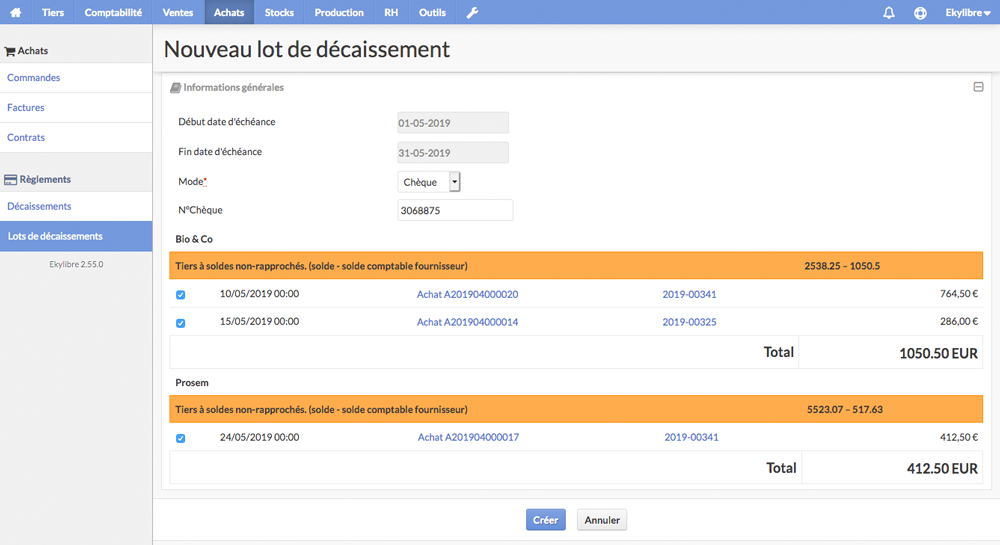 Tiers Comptabilité Ventes Achats Stocks Production RH Outils Ekylibre
Achats
Commandes
Factures
Contrats
Règlements
Décaissements
Lots de décaissements
Ekylibre 2.55.0
Nouveau lot de décaissement
Informations générales
Début date d'échéance 01-05-2019
Fin date d'échéance 31-05-2019
Mode* Chèque
N°Chèque 3068875
Bio & Co
Tiers à soldes non-rapprochés. (solde - solde comptable fournisseur) 2538.25 – 1050.5
10/05/2019 00:00 Achat A201904000020 2019-00341 764,50 €
15/05/2019 00:00 Achat A201904000014 2019-00325 286,00 €
Total 1050.50 EUR
Prosem
Tiers à soldes non-rapprochés. (solde - solde comptable fournisseur) 5523.07 – 517.63
24/05/2019 00:00 Achat A201904000017 2019-00341 412,50 €
Total 412.50 EUR
Créer Annuler